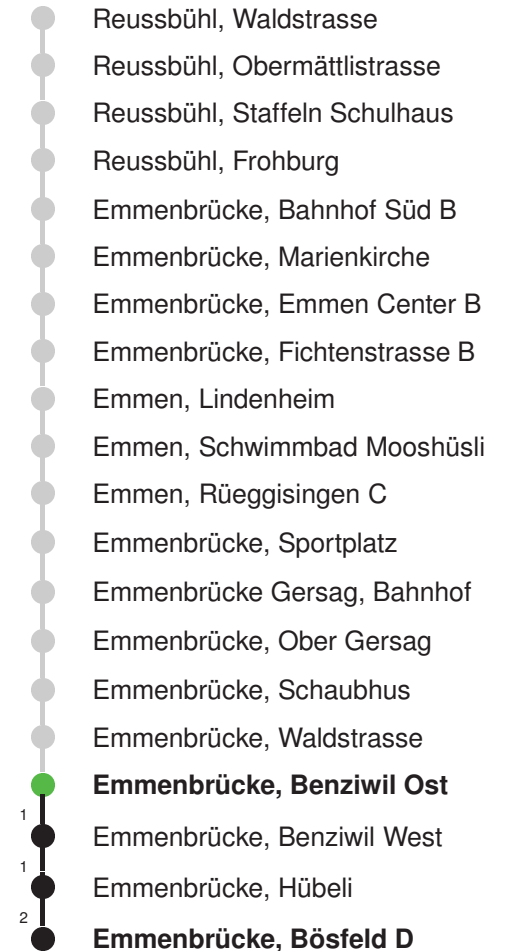 Reussbühl, Waldstrasse
Reussbühl, Obermättlistrasse
Reussbühl, Staffeln Schulhaus
Reussbühl, Frohburg
Emmenbrücke, Bahnhof Süd B
Emmenbrücke, Marienkirche
Emmenbrücke, Emmen Center B
Emmenbrücke, Fichtenstrasse B
Emmen, Lindenheim
Emmen, Schwimmbad Mooshüsli
Emmen, Rüeggisingen C
Emmenbrücke, Sportplatz
Emmenbrücke Gersag, Bahnhof
Emmenbrücke, Ober Gersag
Emmenbrücke, Schaubhus
Emmenbrücke, Waldstrasse
Emmenbrücke, Benziwil Ost
1
Emmenbrücke, Benziwil West
1
Emmenbrücke, Hübeli
2
Emmenbrücke, Bösfeld D